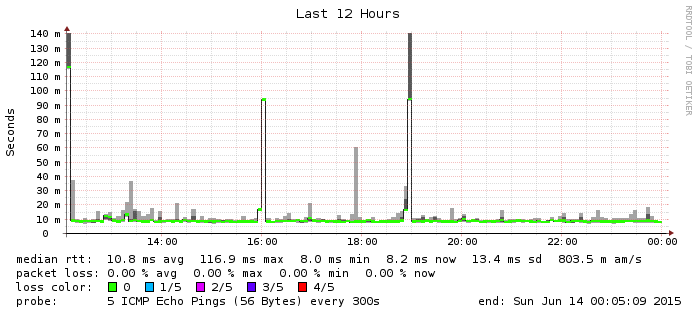 Last 12 Hours
RRDTOOL / TOBI OETIKER
Seconds
140 m
130 m
120 m
110 m
100 m
90 m
80 m
70 m
60 m
50 m
40 m
30 m
20 m
10 m
0
14:00 16:00 18:00 20:00 22:00 00:00
median rtt: 10.8 ms avg 116.9 ms max 8.0 ms min 8.2 ms now 13.4 ms sd 803.5 m am/s
packet loss: 0.00 % avg 0.00 % max 0.00 % min 0.00 % now
loss color: 0 1/5 2/5 3/5 4/5
probe: 5 ICMP Echo Pings (56 Bytes) every 300s end: Sun Jun 14 00:05:09 2015